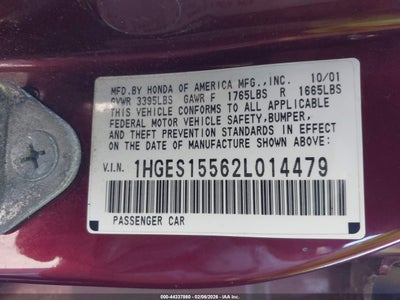 MFD.BY HONDA OF AMERICA MFG.,INC. 10/01
GVWR 3395LBS GAWR F 1765LBS R 1665LBS
THIS VEHICLE CONFORMS TO ALL APPLICABLE
FEDERAL MOTOR VEHICLE SAFETY,BUMPER,
AND THEFT PREVENTION STANDARDS IN EFFECT
ON THE DATE OF MANUFACTURE SHOWN ABOVE.
V.I.N. 1HGES15562L014479
PASSENGER CAR
000-44337860 - 02/06/2026 - IAA, LLC